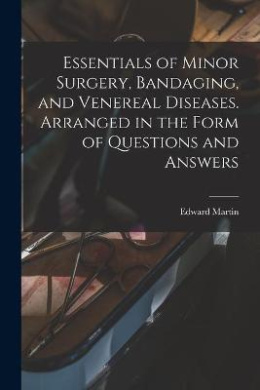 Essentials of Minor
Surgery, Bandaging,
and Venereal Diseases.
Arranged in the Form
of Questions and
Answers
Edward Martin